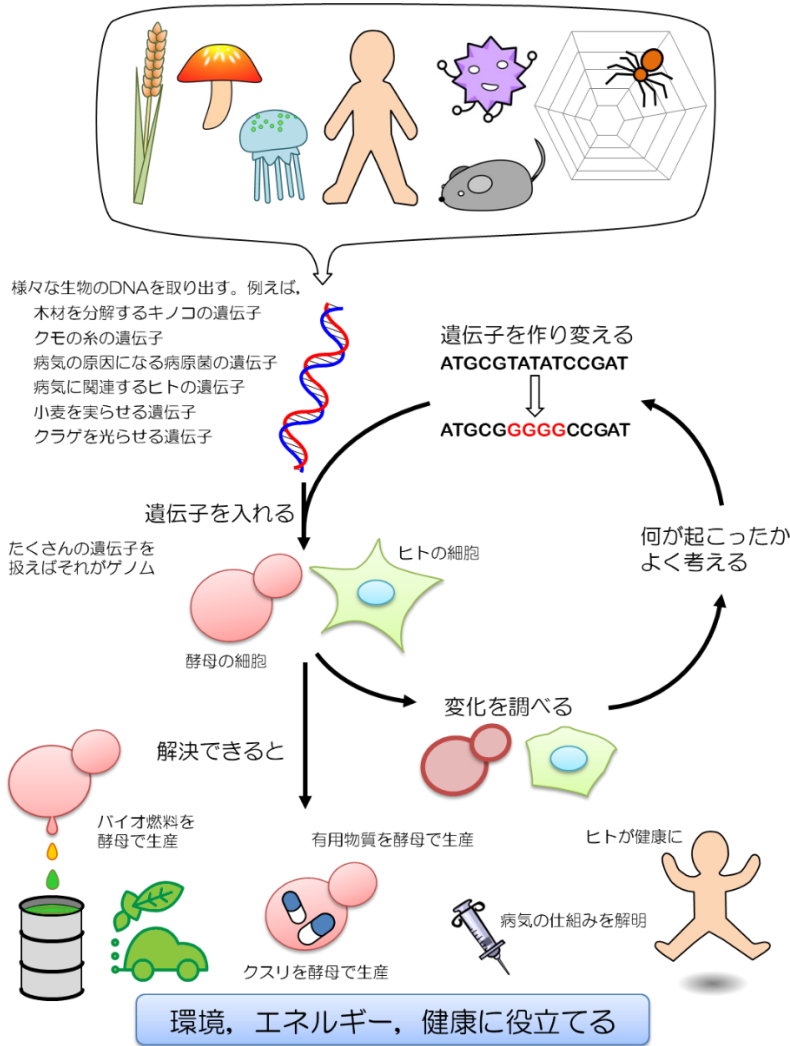 様々な生物のDNAを取り出す。例えば,
木材を分解するキノコの遺伝子
クモの糸の遺伝子
病気の原因になる病原菌の遺伝子
病気に関連するヒトの遺伝子
小麦を実らせる遺伝子
クラゲを光らせる遺伝子
遺伝子を作り変える
ATGCGTATATCCGAT
ATGCGGGGGCCGAT
遺伝子を入れる
たくさんの遺伝子を
扱えばそれがゲノム
ヒトの細胞
酵母の細胞
何が起こったか
よく考える
変化を調べる
解決できると
バイオ燃料を
酵母で生産
有用物質を酵母で生産
クスリを酵母で生産
病気の仕組みを解明
ヒトが健康に
環境，エネルギー，健康に役立てる